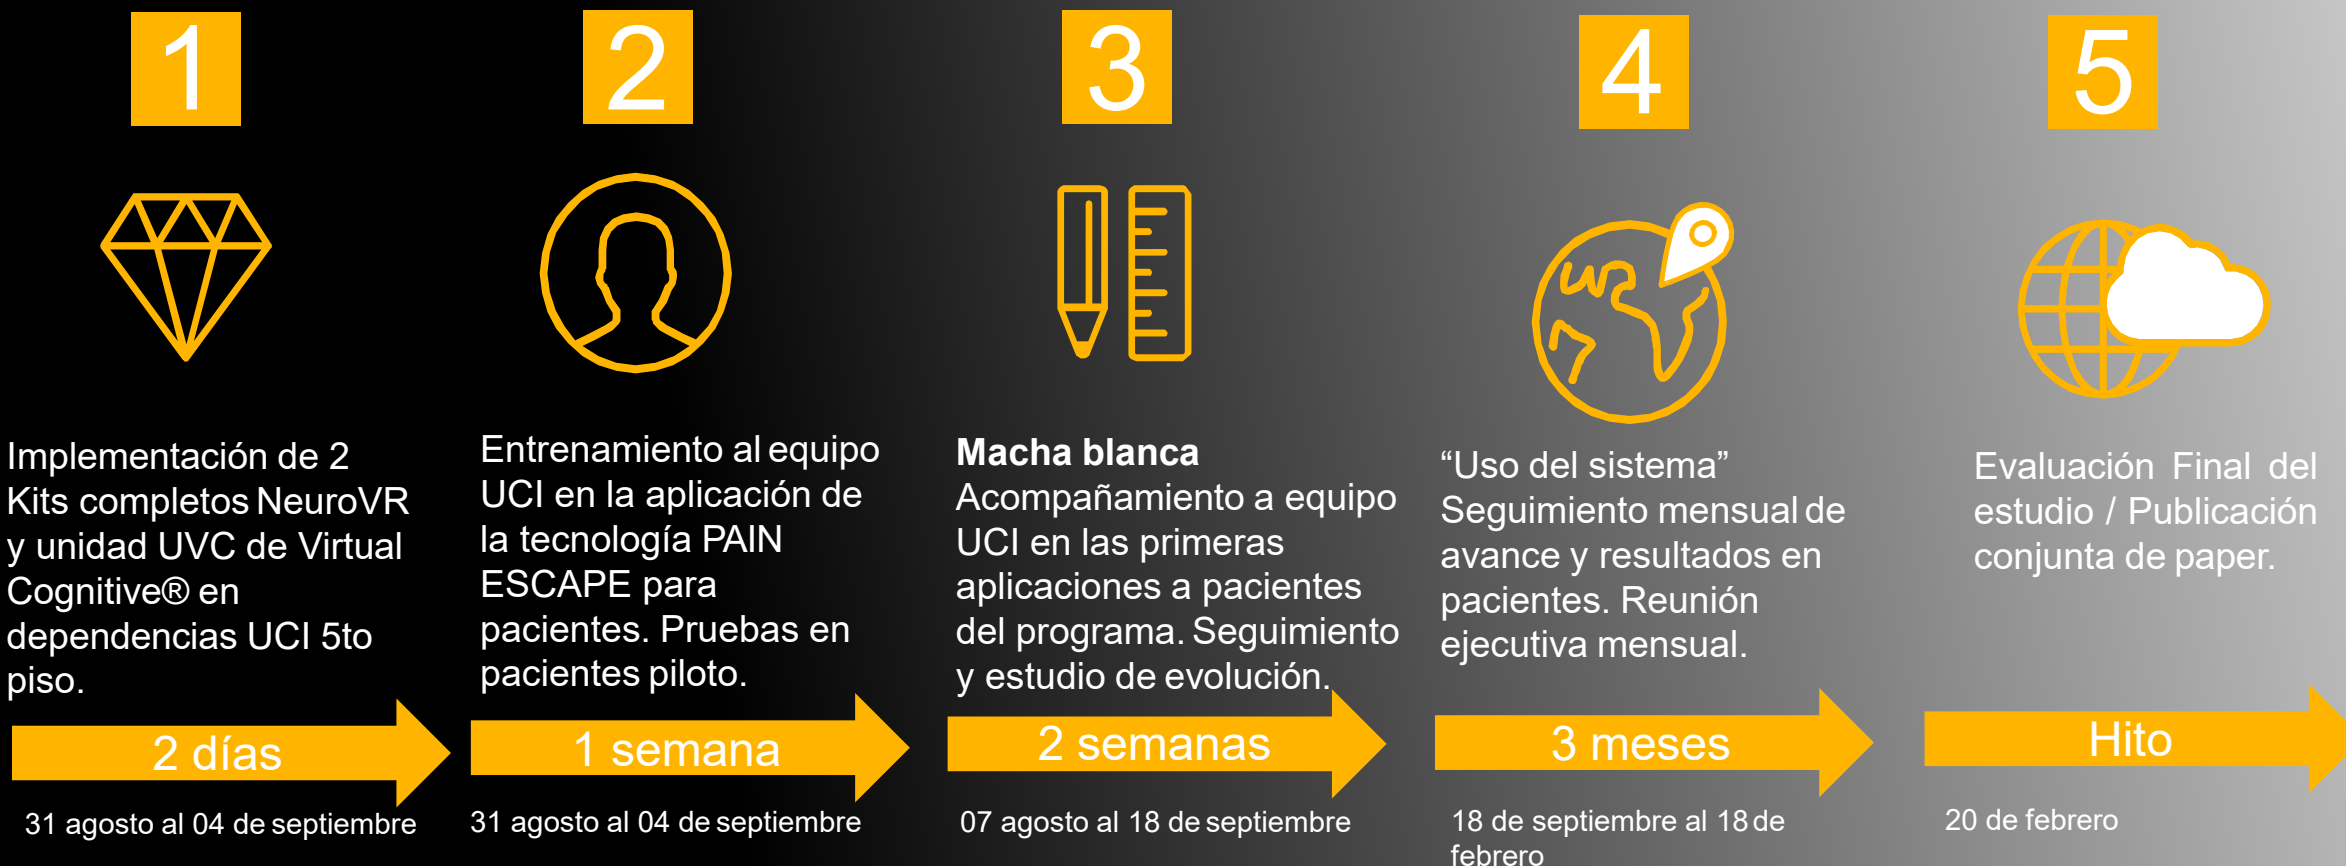 1
Implementación de 2
Kits completos NeuroVR
y unidad UVC de Virtual
Cognitive® en
dependencias UCI 5to
piso.
2 días
31 agosto al 04 de septiembre
2
Entrenamiento al equipo
UCI en la aplicación de
la tecnología PAIN
ESCAPE para
pacientes. Pruebas en
pacientes piloto.
1 semana
31 agosto al 04 de septiembre
3
Macha blanca
Acompañamiento a equipo
UCI en las primeras
aplicaciones a pacientes
del programa. Seguimiento
y estudio de evolución.
2 semanas
07 agosto al 18 de septiembre
4
“Uso del sistema”
Seguimiento mensual de
avance y resultados en
pacientes. Reunión
ejecutiva mensual.
3 meses
18 de septiembre al 18 de
febrero
5
Evaluación Final del
estudio / Publicación
conjunta de paper.
Hito
20 de febrero